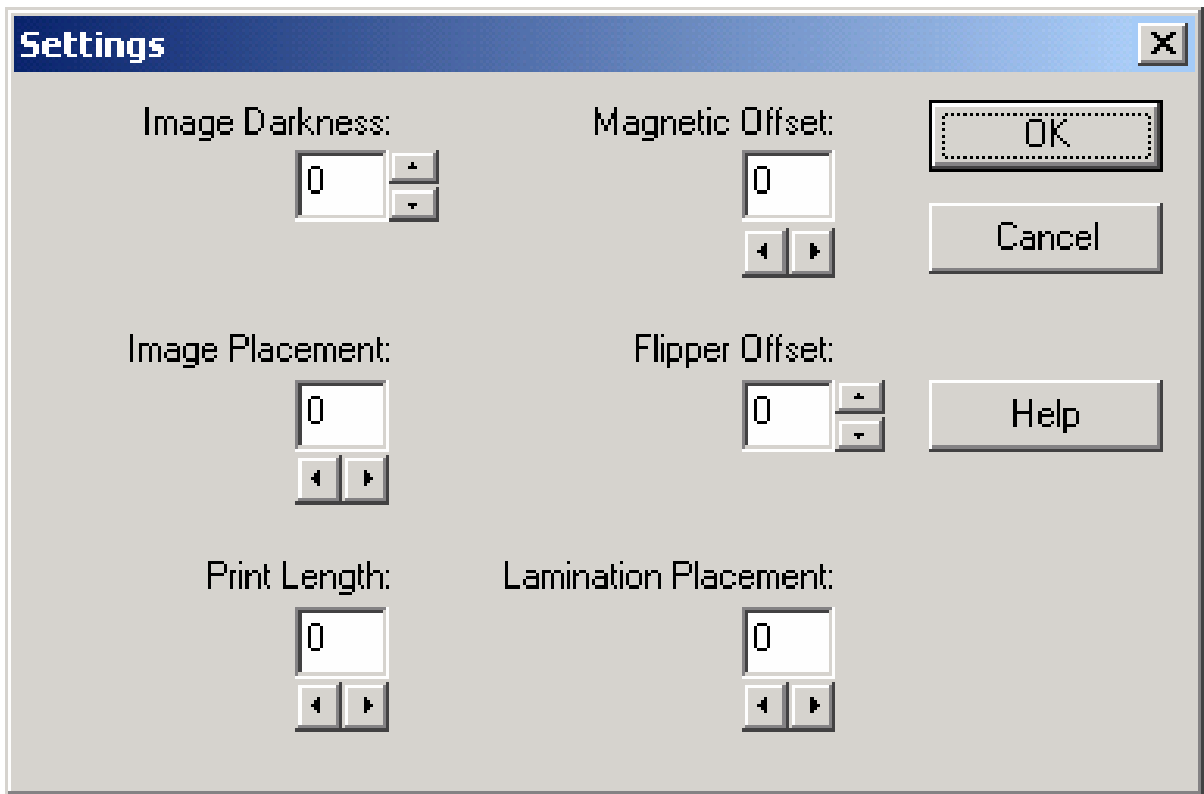 Settings
Image Darkness:
0
Magnetic Offset:
0
OK
Cancel
Image Placement:
0
Flipper Offset:
0
Help
Print Length:
0
Lamination Placement:
0